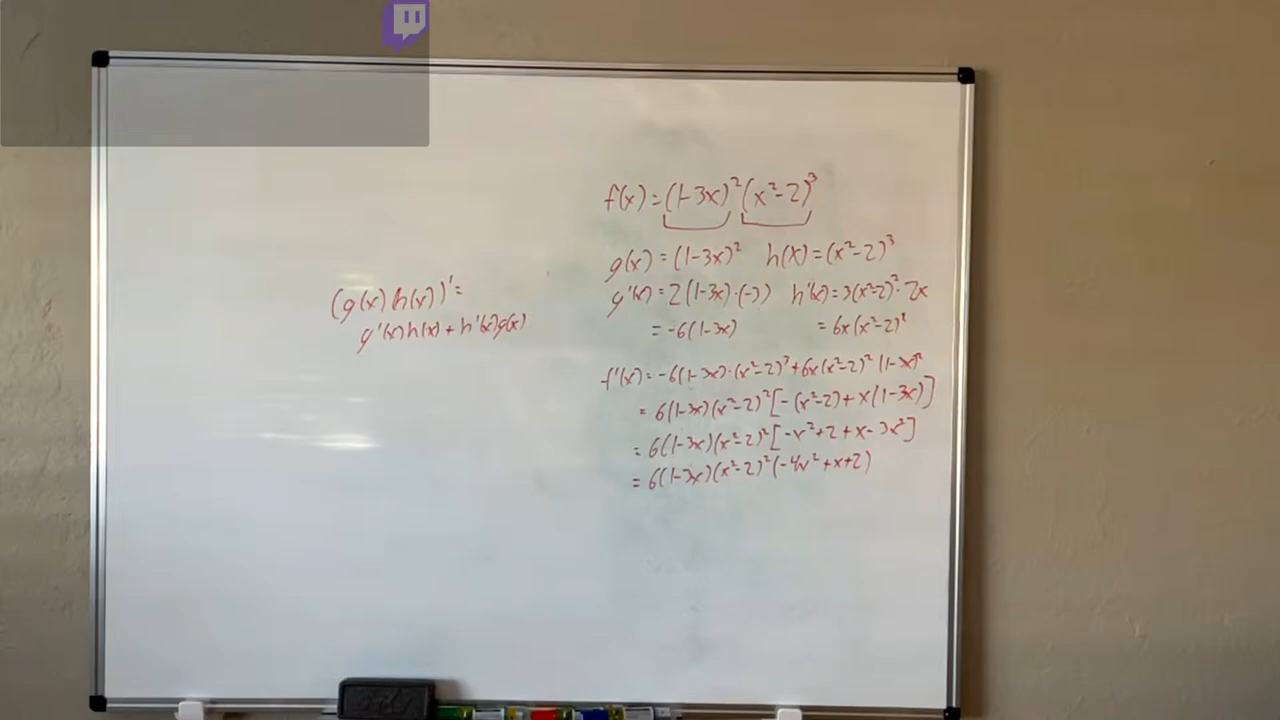 (g(x) h(x))' =
g'(x)h(x) + h'(x)g(x)
f(x) = (1-3x)²(x²-2)³
g(x) = (1-3x)² h(x) = (x²-2)³
g'(x) = 2(1-3x)·(-3) h'(x) = 3(x²-2)²·2x
= -6(1-3x) = 6x(x²-2)²
f'(x) = -6(1-3x)·(x²-2)³ + 6x(x²-2)²(1-3x)²
= 6(1-3x)(x²-2)²[-(x²-2) + x(1-3x)]
= 6(1-3x)(x²-2)²[-x²+2+x-3x²]
= 6(1-3x)(x²-2)²(-4x²+x+2)